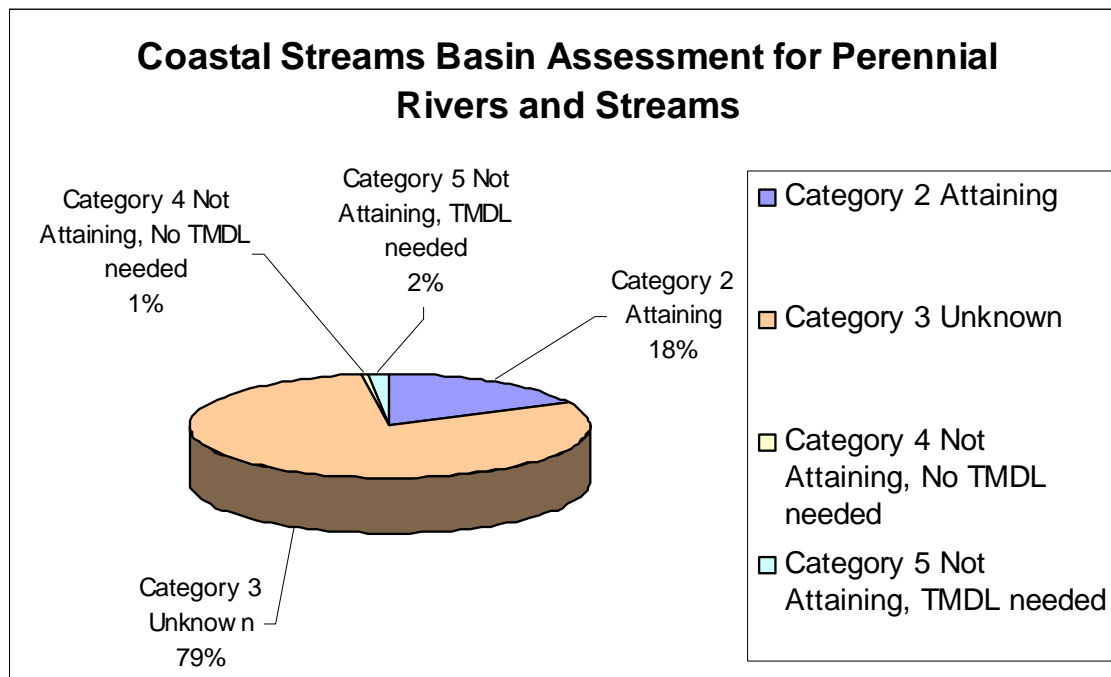 Coastal Streams Basin Assessment for Perennial
Rivers and Streams
Category 4 Not
Attaining, No TMDL
needed
1%
Category 5 Not
Attaining, TMDL
needed
2%
Category 2
Attaining
18%
Category 3
Unknown
79%
Category 2 Attaining
Category 3 Unknown
Category 4 Not
Attaining, No TMDL
needed
Category 5 Not
Attaining, TMDL needed